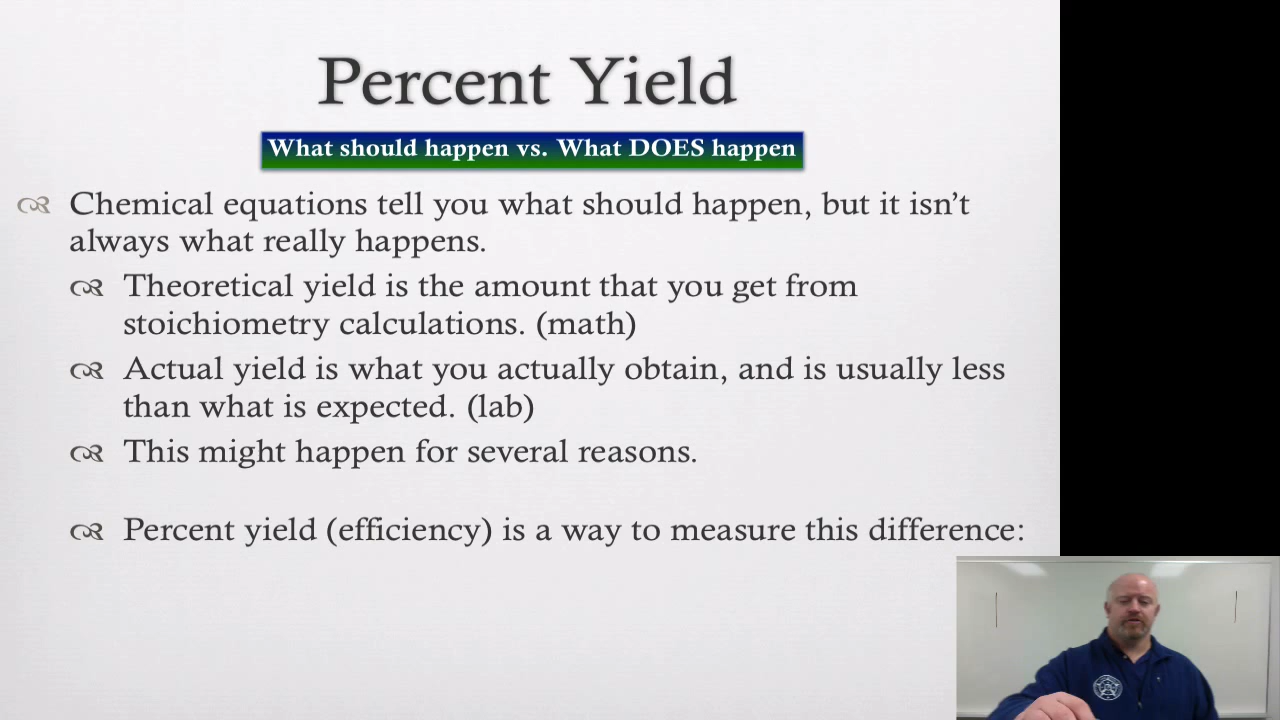 Percent Yield
What should happen vs. What DOES happen
Chemical equations tell you what should happen, but it isn’t
always what really happens.
Theoretical yield is the amount that you get from
stoichiometry calculations. (math)
Actual yield is what you actually obtain, and is usually less
than what is expected. (lab)
This might happen for several reasons.
Percent yield (efficiency) is a way to measure this difference: